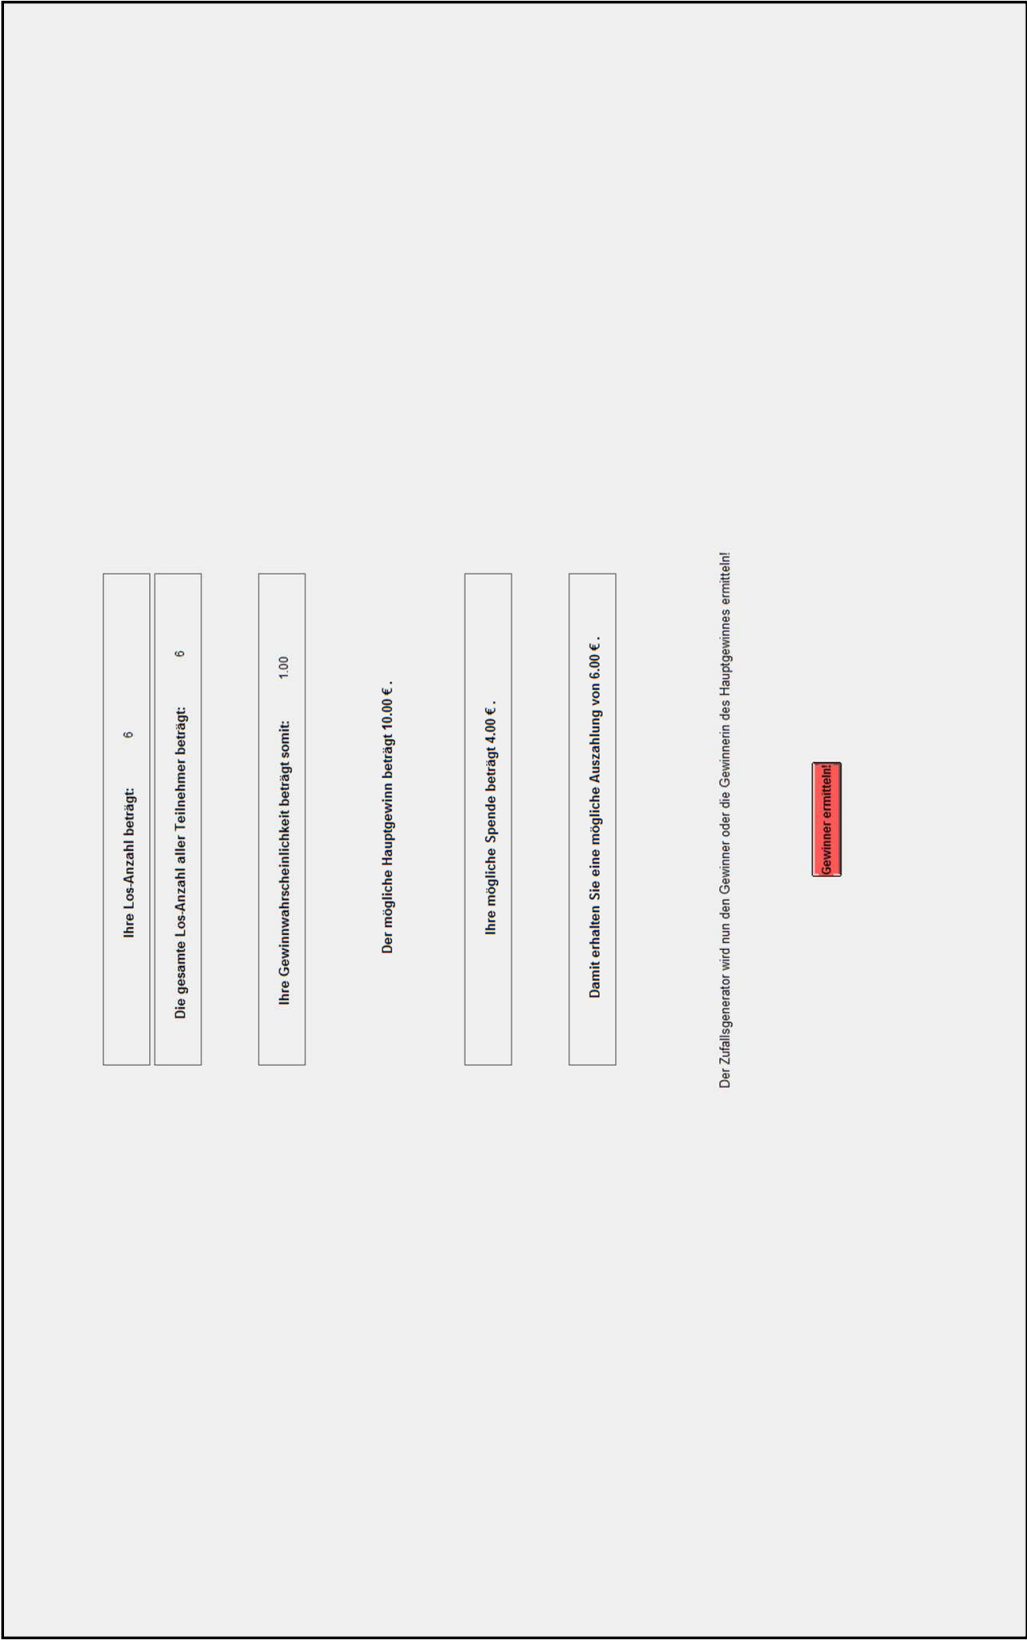 Ihre Los-Anzahl beträgt: 6
Die gesamte Los-Anzahl aller Teilnehmer beträgt: 6
Ihre Gewinnwahrscheinlichkeit beträgt somit: 1.00
Der mögliche Hauptgewinn beträgt 10.00 € .
Ihre mögliche Spende beträgt 4.00 € .
Damit erhalten Sie eine mögliche Auszahlung von 6.00 € .
Der Zufallsgenerator wird nun den Gewinner oder die Gewinnerin des Hauptgewinnes ermitteln!
Gewinner ermitteln!